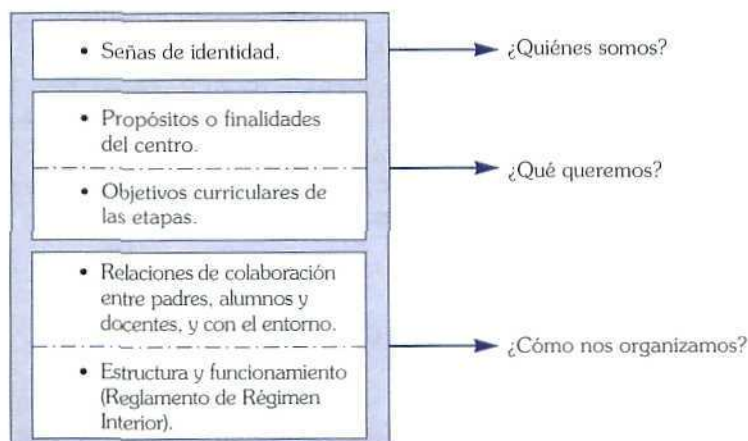 • Señas de identidad.
¿Quiénes somos?
• Propósitos o finalidades
del centro.
¿Qué queremos?
• Objetivos curriculares de
las etapas.
• Relaciones de colaboración
entre padres, alumnos y
docentes, y con el entorno.
¿Cómo nos organizamos?
• Estructura y funcionamiento
(Reglamento de Régimen
Interior).